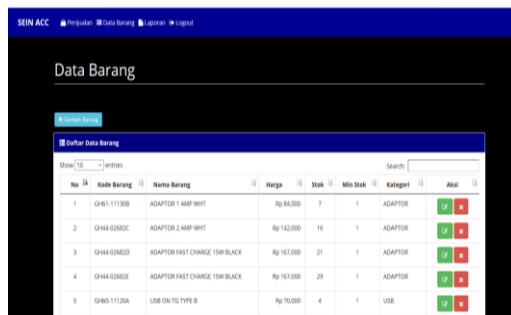 SEIN ACC Penjualan Data Barang Laporan Logout
Data Barang
+Tambah Barang
Daftar Data Barang
Show 10 entries Search:
No Kode Barang Nama Barang Harga Stok Min Stok Kategori Aksi
1 GH61-11130B ADAPTOR 1 AMP WHT Rp 84,000 7 1 ADAPTOR
2 GH44-02682C ADAPTOR 2 AMP WHT Rp 142,000 16 1 ADAPTOR
3 GH44-02682D ADAPTOR FAST CHARGE 15W BLACK Rp 167,000 21 1 ADAPTOR
4 GH44-02682E ADAPTOR FAST CHARGE 15W BLACK Rp 167,000 29 1 ADAPTOR
5 GH60-11120A USB ON TG TYPE B Rp 70,000 4 1 USB